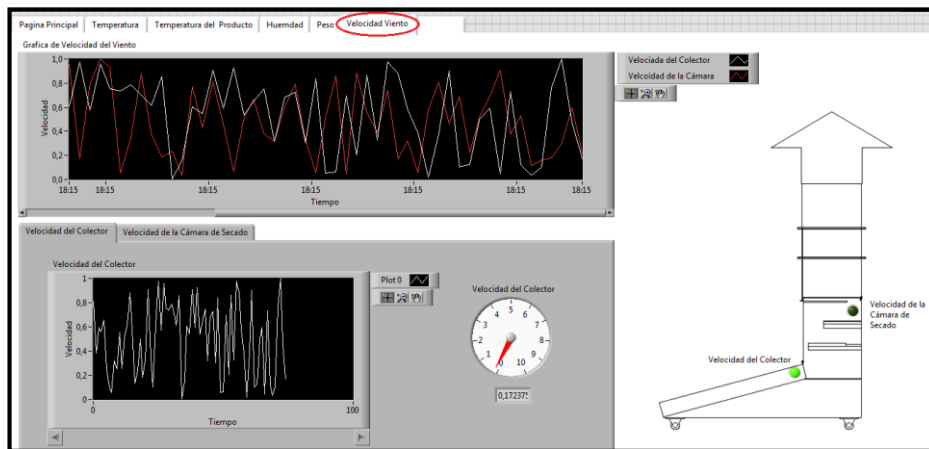 Pagina Principal Temperatura Temperatura del Producto Huemdad Peso Velocidad Viento
Grafica de Velocidad del Viento
Velocidad
1,0
0,8
0,6
0,4
0,2
0,0
18:15 18:15 18:15 18:15 18:15 18:15 18:15
Tiempo
Velociada del Colector
Velcoidad de la Cámara
Velocidad del Colector Velocidad de la Cámara de Secado
Velocidad del Colector
Velocidad
1
0,8
0,6
0,4
0,2
0
0 100
Tiempo
Plot 0
Velocidad del Colector
0 1 2 3 4 5 6 7 8 9 10
0,172375
Velocidad de la
Cámara de
Secado
Velocidad del Colector